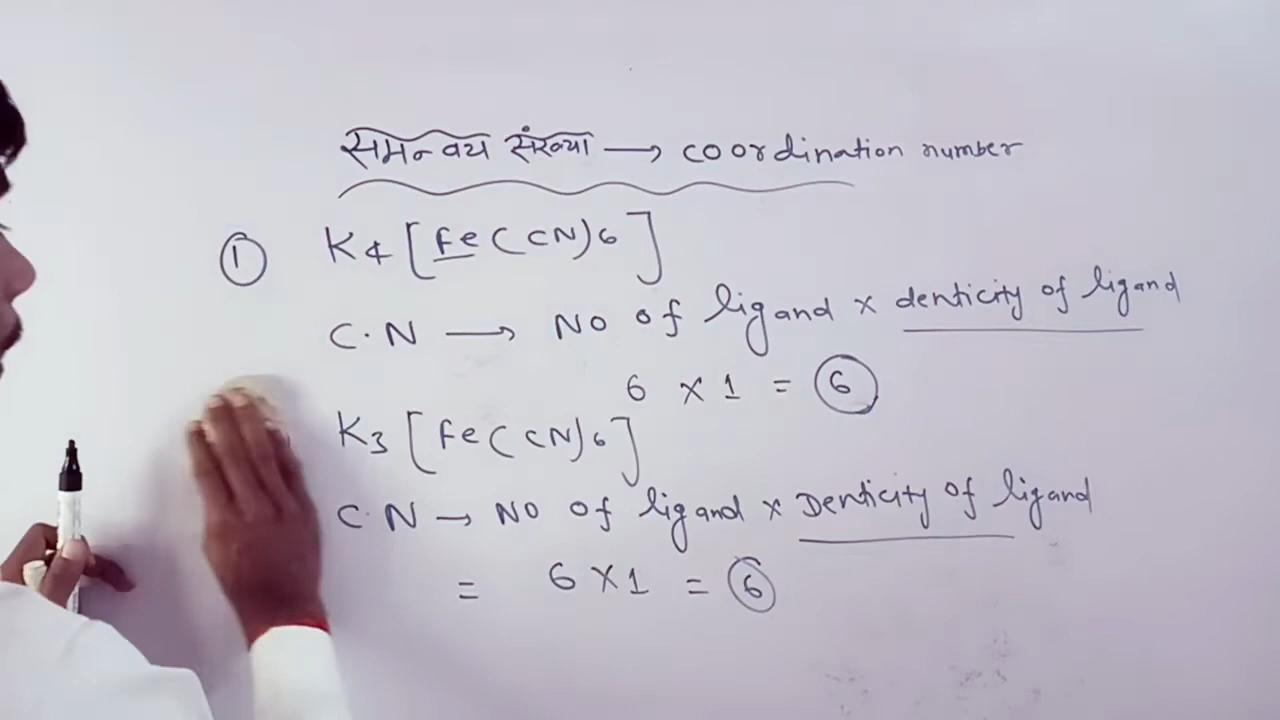 समन्वय संख्या → coordination number
① K4[Fe(CN)6]
C.N → No of ligand × denticity of ligand
6 × 1 = 6
K3[Fe(CN)6]
C.N → No of ligand × Denticity of ligand
= 6 × 1 = 6